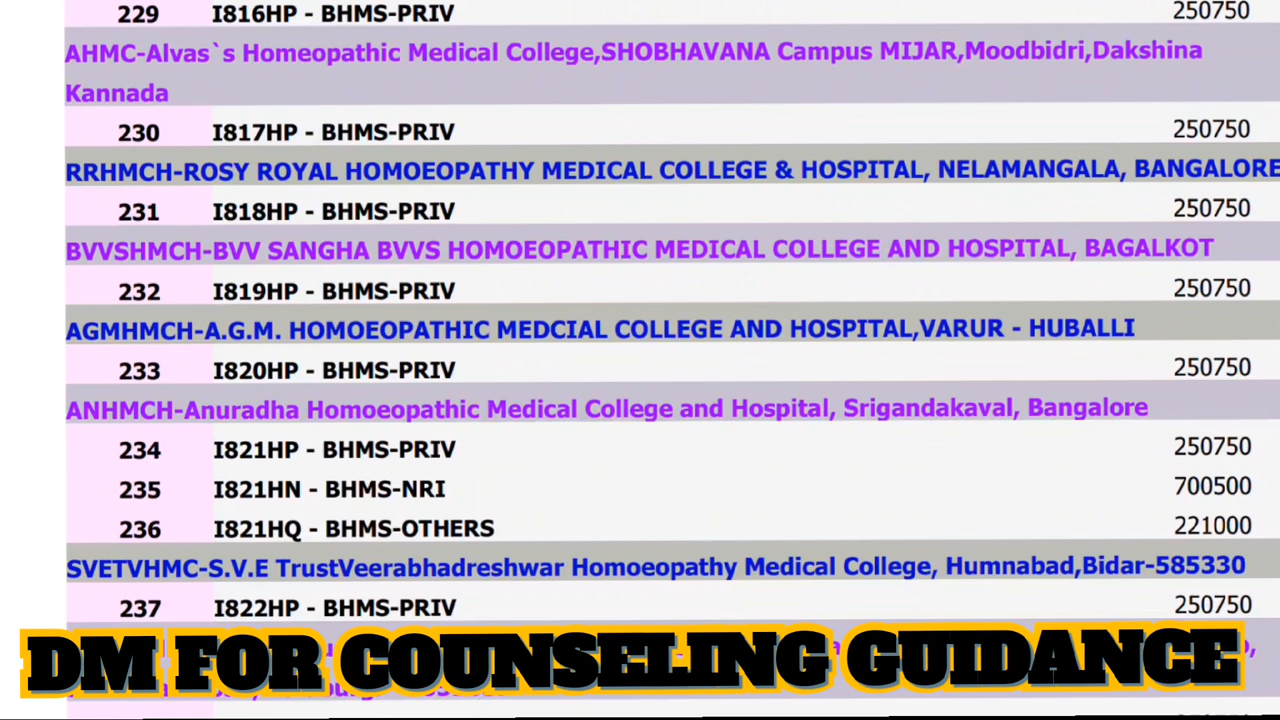 229 I816HP - BHMS-PRIV 250750
AHMC-Alvas`s Homeopathic Medical College,SHOBHAVANA Campus MIJAR,Moodbidri,Dakshina
Kannada
230 I817HP - BHMS-PRIV 250750
RRHMCH-ROSY ROYAL HOMOEOPATHY MEDICAL COLLEGE & HOSPITAL, NELAMANGALA, BANGALORE
231 I818HP - BHMS-PRIV 250750
BVVSHMCH-BVV SANGHA BVVS HOMOEOPATHIC MEDICAL COLLEGE AND HOSPITAL, BAGALKOT
232 I819HP - BHMS-PRIV 250750
AGMHMCH-A.G.M. HOMOEOPATHIC MEDCIAL COLLEGE AND HOSPITAL,VARUR - HUBALLI
233 I820HP - BHMS-PRIV 250750
ANHMCH-Anuradha Homoeopathic Medical College and Hospital, Srigandakaval, Bangalore
234 I821HP - BHMS-PRIV 250750
235 I821HN - BHMS-NRI 700500
236 I821HQ - BHMS-OTHERS 221000
SVETVHMC-S.V.E TrustVeerabhadreshwar Homoeopathy Medical College, Humnabad,Bidar-585330
237 I822HP - BHMS-PRIV 250750
DM FOR COUNSELING GUIDANCE